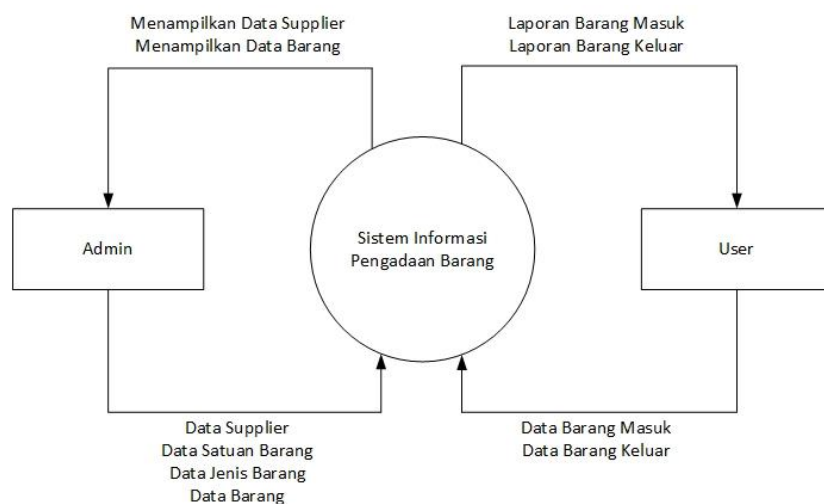 Menampilkan Data Supplier
Menampilkan Data Barang
Laporan Barang Masuk
Laporan Barang Keluar
Admin
Sistem Informasi
Pengadaan Barang
User
Data Supplier
Data Satuan Barang
Data Jenis Barang
Data Barang
Data Barang Masuk
Data Barang Keluar